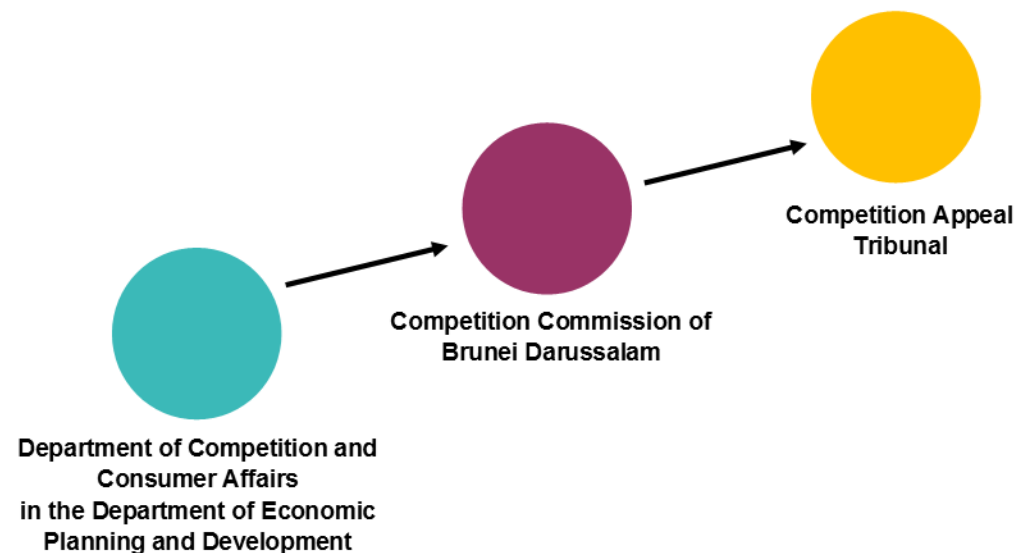 Competition Appeal
Tribunal
Competition Commission of
Brunei Darussalam
Department of Competition and
Consumer Affairs
in the Department of Economic
Planning and Development